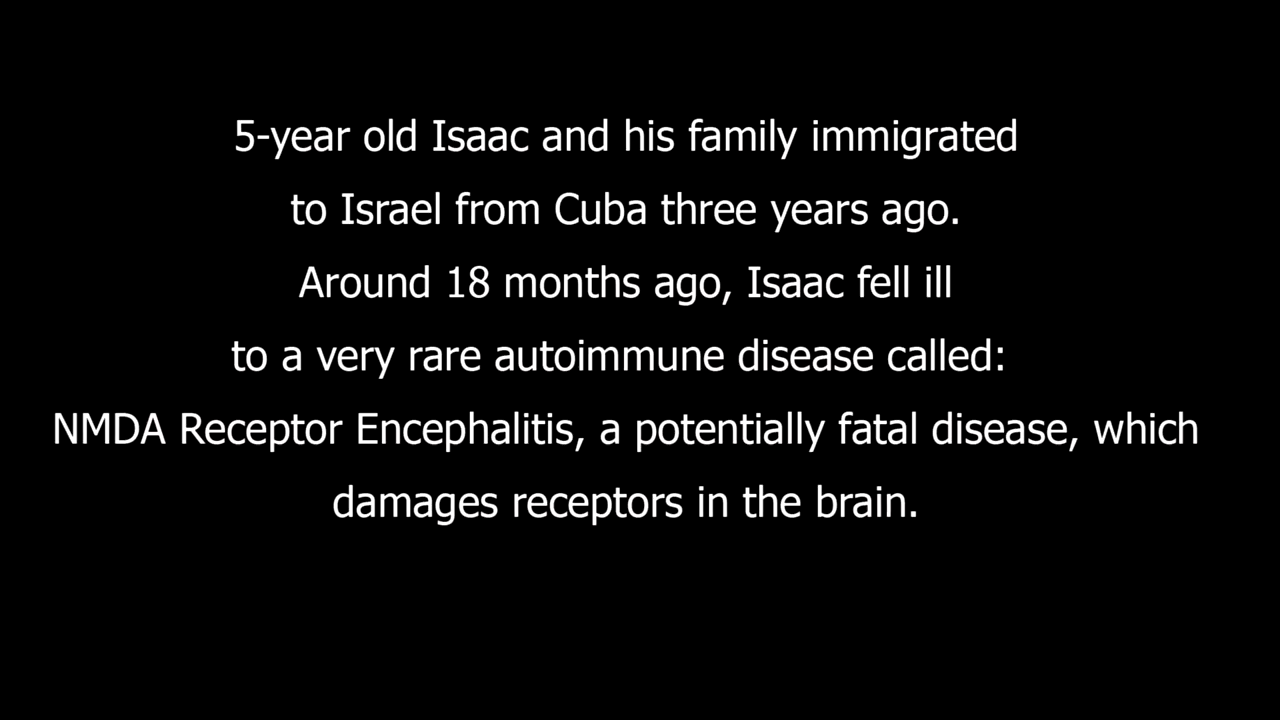 5-year old Isaac and his family immigrated
to Israel from Cuba three years ago.
Around 18 months ago, Isaac fell ill
to a very rare autoimmune disease called:
NMDA Receptor Encephalitis, a potentially fatal disease, which
damages receptors in the brain.